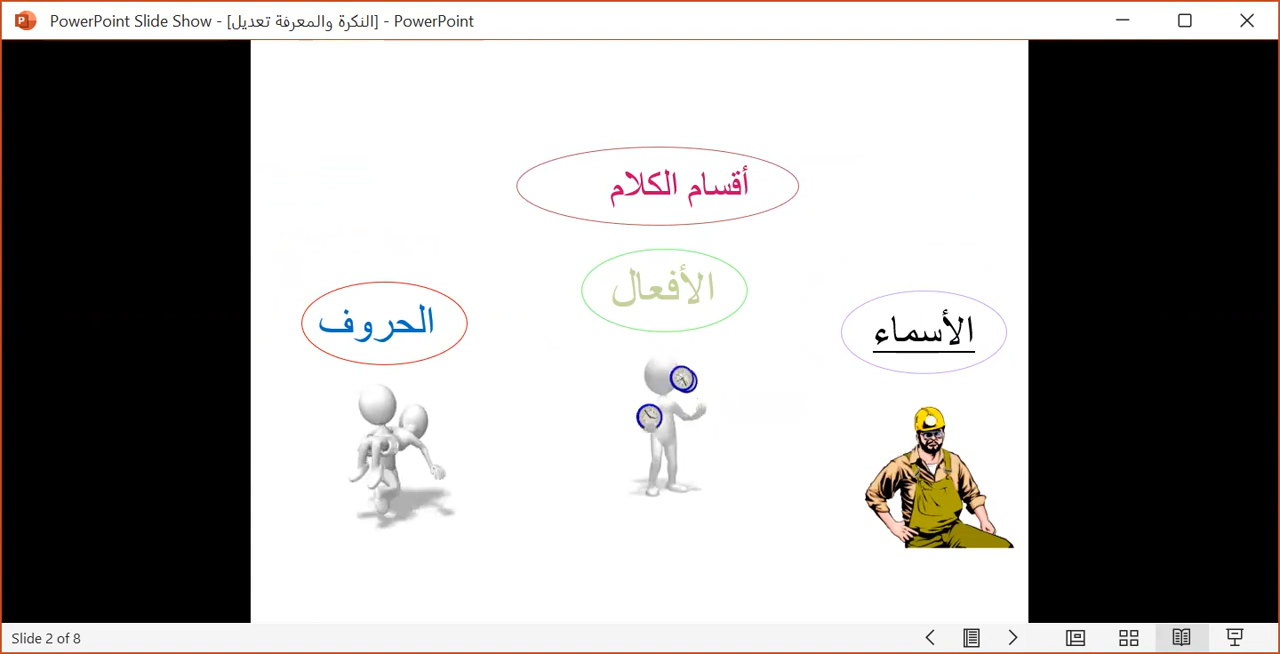 PowerPoint Slide Show - [النكرة والمعرفة تعديل] - PowerPoint
أقسام الكلام
الأفعال
الأسماء
الحروف
Slide 2 of 8